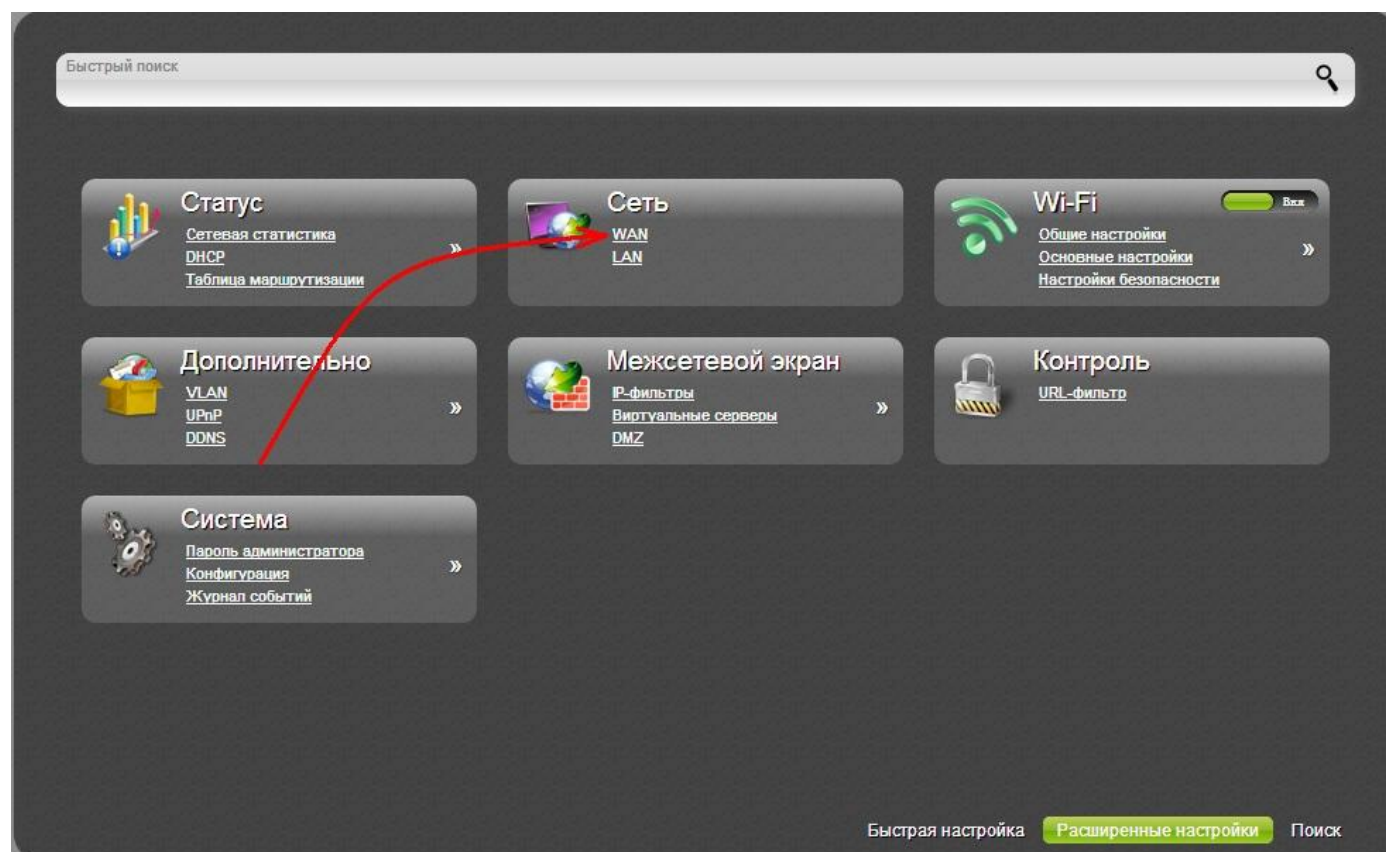 Быстрый поиск
Статус
Сетевая статистика
DHCP
Таблица маршрутизации
»
Сеть
WAN
LAN
Wi-Fi
Вкл
Общие настройки
Основные настройки
Настройки безопасности
»
Дополнительно
VLAN
UPnP
DDNS
»
Межсетевой экран
IP-фильтры
Виртуальные серверы
DMZ
»
Контроль
URL-фильтр
Система
Пароль администратора
Конфигурация
Журнал событий
»
Быстрая настройка Расширенные настройки Поиск